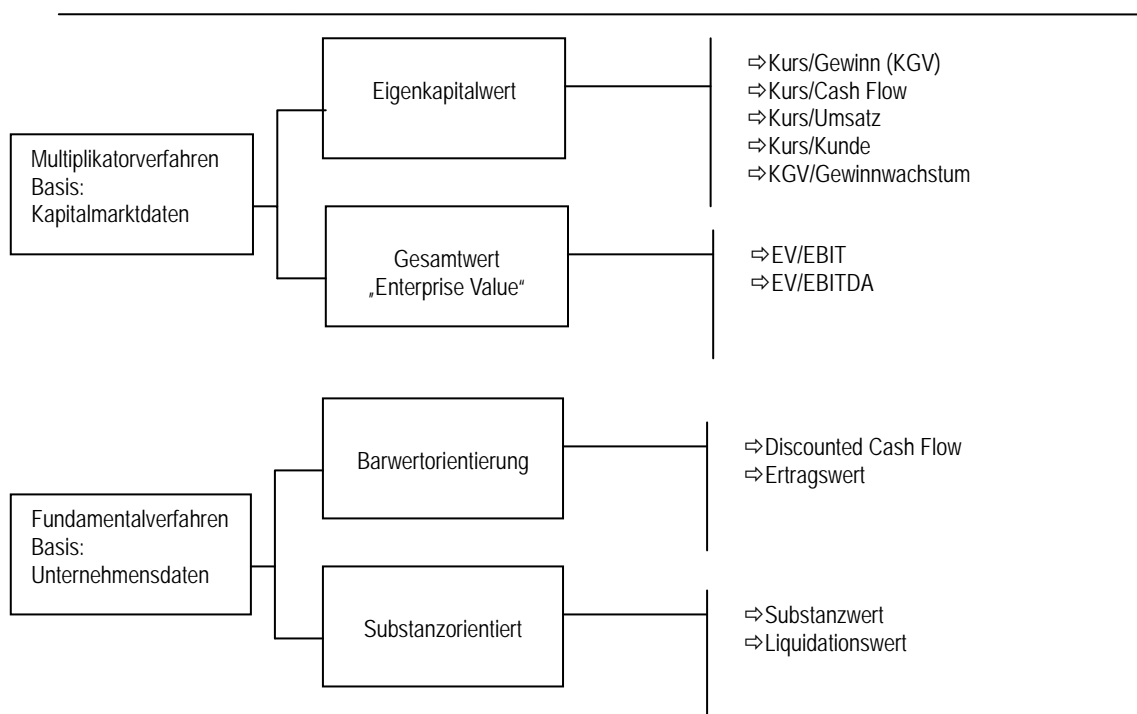 Multiplikatorverfahren
Basis:
Kapitalmarktdaten
Eigenkapitalwert
⇨Kurs/Gewinn (KGV)
⇨Kurs/Cash Flow
⇨Kurs/Umsatz
⇨Kurs/Kunde
⇨KGV/Gewinnwachstum
Gesamtwert
„Enterprise Value“
⇨EV/EBIT
⇨EV/EBITDA
Fundamentalverfahren
Basis:
Unternehmensdaten
Barwertorientierung
⇨Discounted Cash Flow
⇨Ertragswert
Substanzorientiert
⇨Substanzwert
⇨Liquidationswert